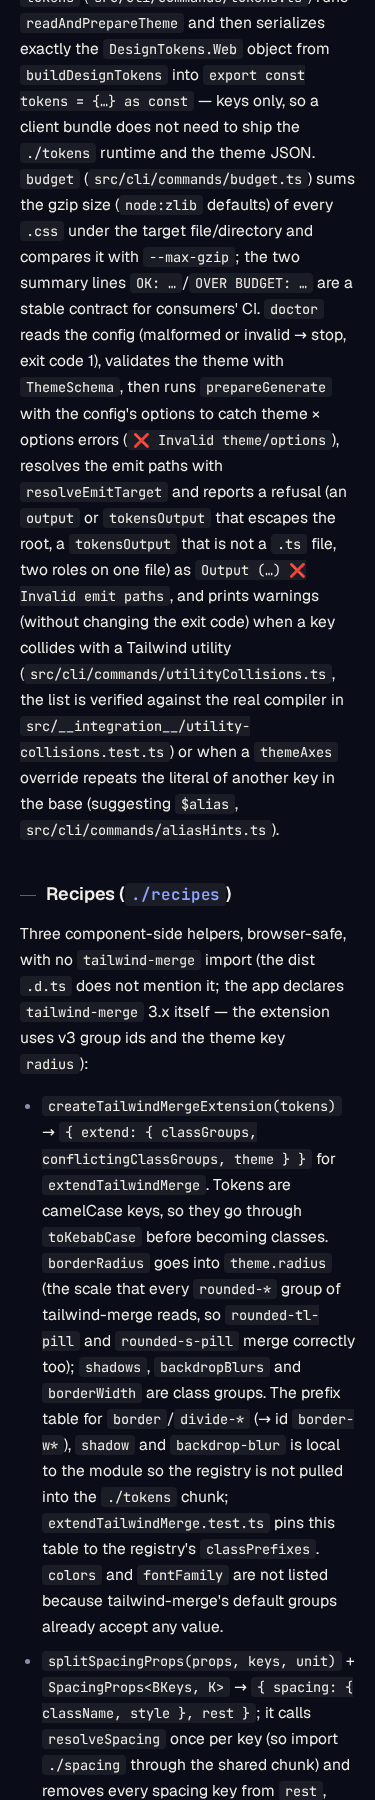 tokens ( src/cli/commands/tokens.ts ) runs
readAndPrepareTheme and then serializes
exactly the DesignTokens.Web object from
buildDesignTokens into export const
tokens = {…} as const — keys only, so a
client bundle does not need to ship the
./tokens runtime and the theme JSON.
budget ( src/cli/commands/budget.ts ) sums
the gzip size ( node:zlib defaults) of every
.css under the target file/directory and
compares it with --max-gzip ; the two
summary lines OK: … / OVER BUDGET: … are a
stable contract for consumers' CI. doctor
reads the config (malformed or invalid → stop,
exit code 1), validates the theme with
ThemeSchema , then runs prepareGenerate
with the config's options to catch theme ×
options errors ( ❌ Invalid theme/options ),
resolves the emit paths with
resolveEmitTarget and reports a refusal (an
output or tokensOutput that escapes the
root, a tokensOutput that is not a .ts file,
two roles on one file) as Output (…) ❌
Invalid emit paths , and prints warnings
(without changing the exit code) when a key
collides with a Tailwind utility
( src/cli/commands/utilityCollisions.ts ,
the list is verified against the real compiler in
src/__integration__/utility-
collisions.test.ts ) or when a themeAxes
override repeats the literal of another key in
the base (suggesting $alias ,
src/cli/commands/aliasHints.ts ).
— Recipes ( ./recipes )
Three component-side helpers, browser-safe,
with no tailwind-merge import (the dist
.d.ts does not mention it; the app declares
tailwind-merge 3.x itself — the extension
uses v3 group ids and the theme key
radius ):
• createTailwindMergeExtension(tokens)
→ { extend: { classGroups,
conflictingClassGroups, theme } } for
extendTailwindMerge . Tokens are
camelCase keys, so they go through
toKebabCase before becoming classes.
borderRadius goes into theme.radius
(the scale that every rounded-* group of
tailwind-merge reads, so rounded-tl-
pill and rounded-s-pill merge correctly
too); shadows , backdropBlurs and
borderWidth are class groups. The prefix
table for border / divide-* (→ id border-
w* ), shadow and backdrop-blur is local
to the module so the registry is not pulled
into the ./tokens chunk;
extendTailwindMerge.test.ts pins this
table to the registry's classPrefixes .
colors and fontFamily are not listed
because tailwind-merge's default groups
already accept any value.
• splitSpacingProps(props, keys, unit) +
SpacingProps<BKeys, K> → { spacing: {
className, style }, rest } ; it calls
resolveSpacing once per key (so import
./spacing through the shared chunk) and
removes every spacing key from rest ,